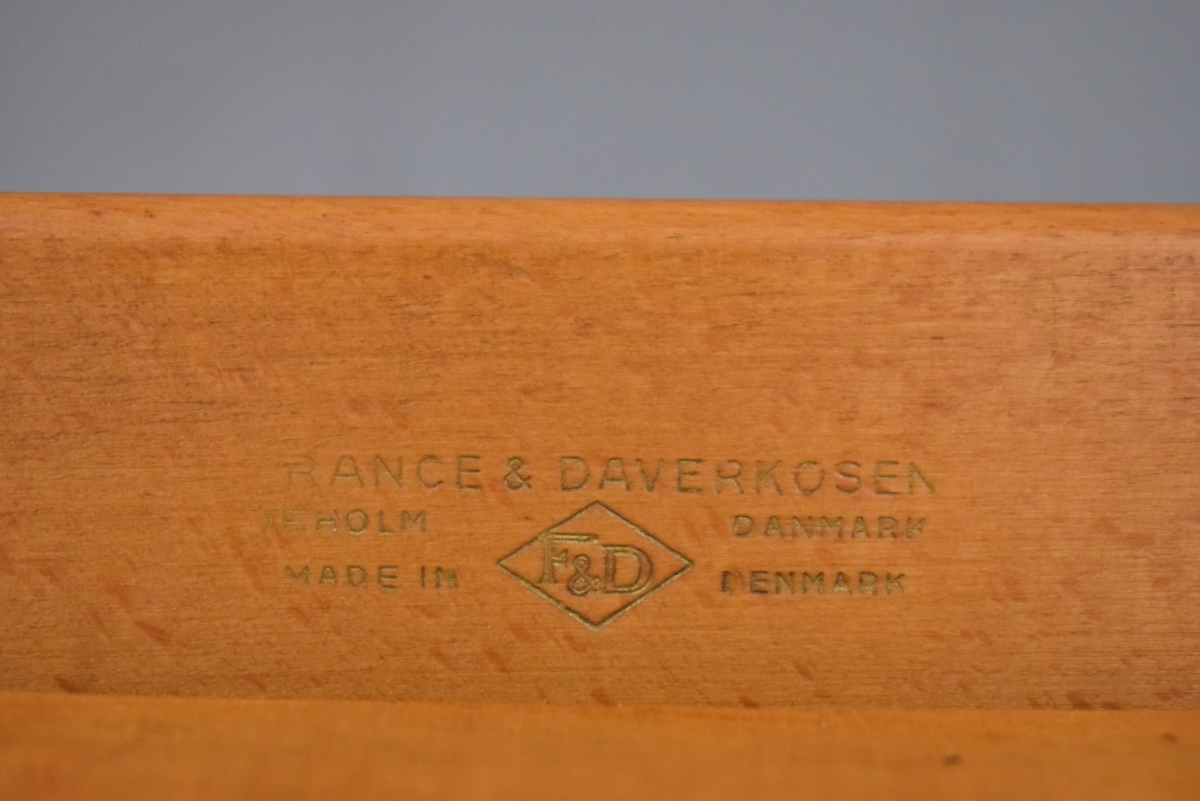 RANCE & DAVERKOSEN
HOLM DANMARK
F&D
MADE IN DENMARK